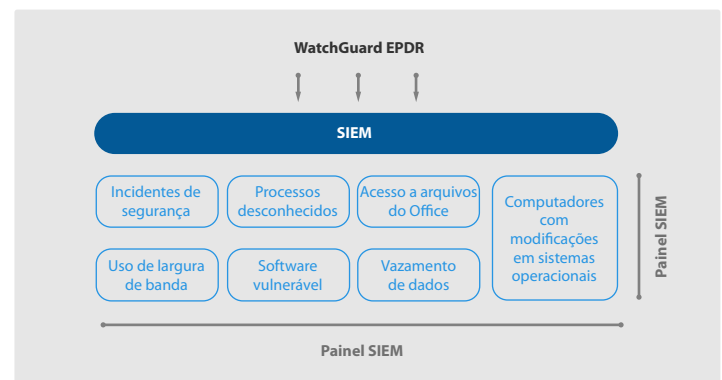 WatchGuard EPDR
SIEM
Incidentes de
segurança
Processos
desconhecidos
Acesso a arquivos
do Office
Computadores
com
modificações
em sistemas
operacionais
Uso de largura
de banda
Software
vulnerável
Vazamento
de dados
Painel SIEM
Painel SIEM